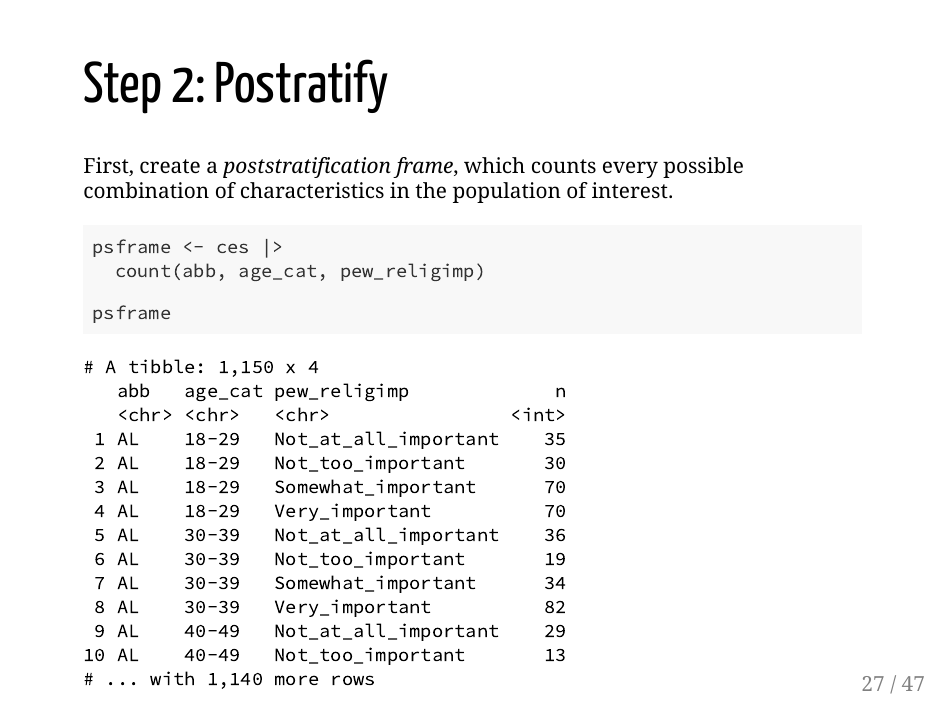 Step 2: Postratify
First, create a poststratification frame, which counts every possible
combination of characteristics in the population of interest.
psframe <- ces |>
  count(abb, age_cat, pew_religimp)
psframe
# A tibble: 1,150 x 4
   abb   age_cat pew_religimp             n
   <chr> <chr>   <chr>                <int>
 1 AL    18-29   Not_at_all_important    35
 2 AL    18-29   Not_too_important       30
 3 AL    18-29   Somewhat_important      70
 4 AL    18-29   Very_important          70
 5 AL    30-39   Not_at_all_important    36
 6 AL    30-39   Not_too_important       19
 7 AL    30-39   Somewhat_important      34
 8 AL    30-39   Very_important          82
 9 AL    40-49   Not_at_all_important    29
10 AL    40-49   Not_too_important       13
# ... with 1,140 more rows
27 / 47